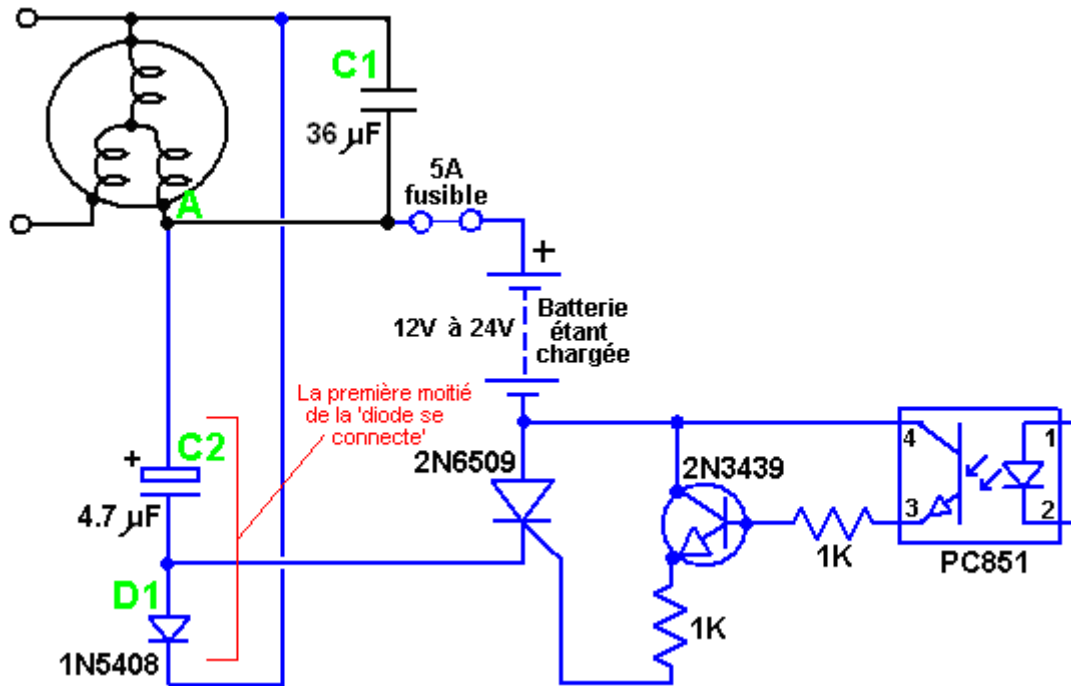 C1
36 µF
A
5A
fusible
+
12V à 24V
Batterie
étant
chargée
La première moitié
de la 'diode se
connecte'
+
C2
4.7 µF
2N6509
2N3439
4
1
3
2
1K
PC851
D1
1N5408
1K